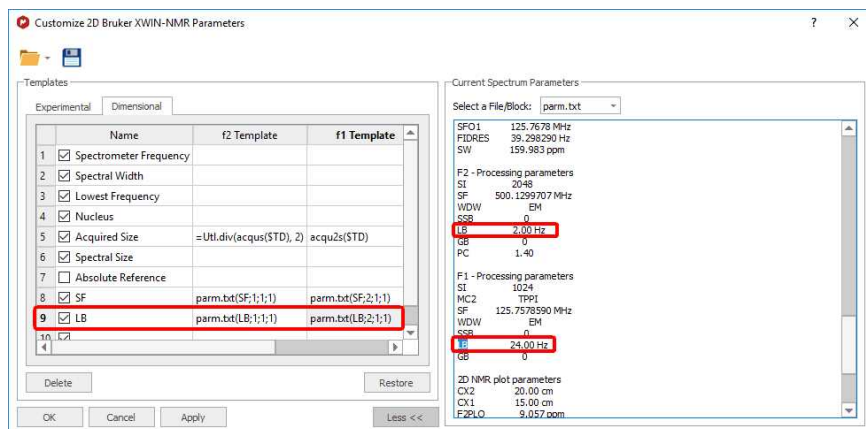 Customize 2D Bruker XWIN-NMR Parameters ? X
Templates
Experimental Dimensional
Name f2 Template f1 Template
1 Spectrometer Frequency
2 Spectral Width
3 Lowest Frequency
4 Nucleus
5 Acquired Size =Utl.div(acqus($TD), 2) acqu2s($TD)
6 Spectral Size
7 Absolute Reference
8 SF parm.txt(SF;1;1;1) parm.txt(SF;2;1;1)
9 LB parm.txt(LB;1;1;1) parm.txt(LB;2;1;1)
10
Delete Restore
OK Cancel Apply Less <<
Current Spectrum Parameters
Select a File/Block: parm.txt
SFO1 125.7678 MHz
FIDRES 39.298290 Hz
SW 159.983 ppm
F2 - Processing parameters
SI 2048
SF 500.1299707 MHz
WDW EM
SSB 0
LB 2.00 Hz
GB 0
PC 1.40
F1 - Processing parameters
SI 1024
MC2 TPPI
SF 125.7578590 MHz
WDW EM
SSB 0
LB 24.00 Hz
GB 0
2D NMR plot parameters
CX2 20.00 cm
CX1 15.00 cm
F2PLO 9.057 ppm